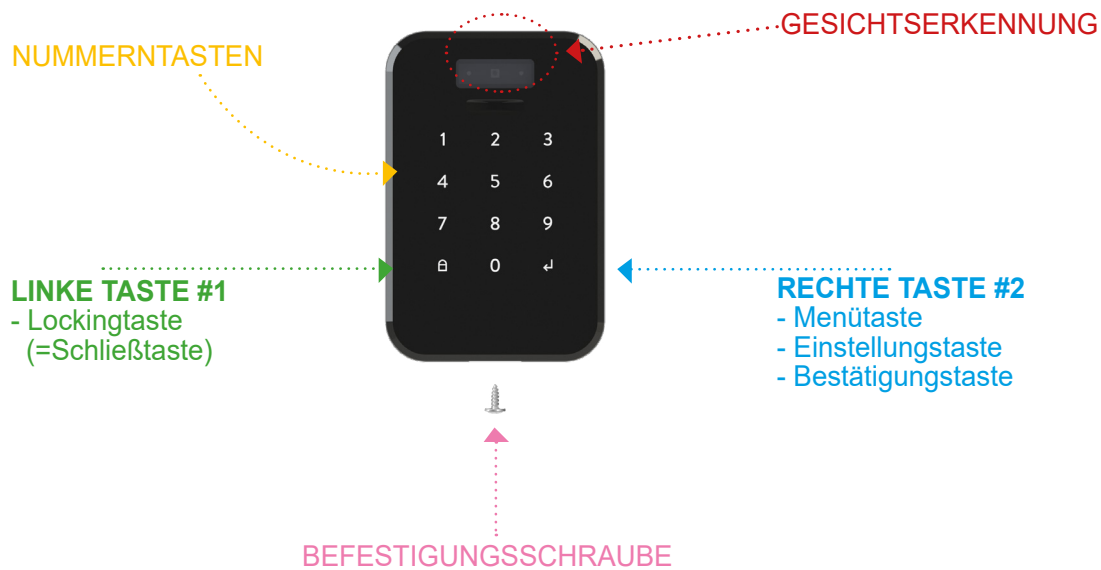 GESICHTSERKENNUNG
NUMMERNTASTEN
1 2 3
4 5 6
7 8 9
0
LINKE TASTE #1
- Lockingtaste
(=Schließtaste)
RECHTE TASTE #2
- Menütaste
- Einstellungstaste
- Bestätigungstaste
BEFESTIGUNGSSCHRAUBE